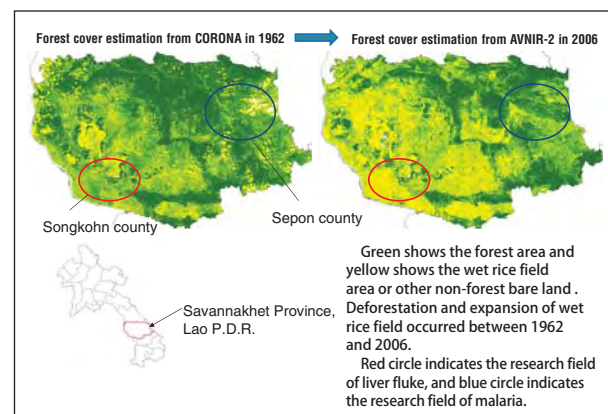 Forest cover estimation from CORONA in 1962
Forest cover estimation from AVNIR-2 in 2006
Songkohn county
Sepon county
Savannakhet Province,
Lao P.D.R.
Green shows the forest area and
yellow shows the wet rice field
area or other non-forest bare land .
Deforestation and expansion of wet
rice field occurred between 1962
and 2006.
Red circle indicates the research field
of liver fluke, and blue circle indicates
the research field of malaria.